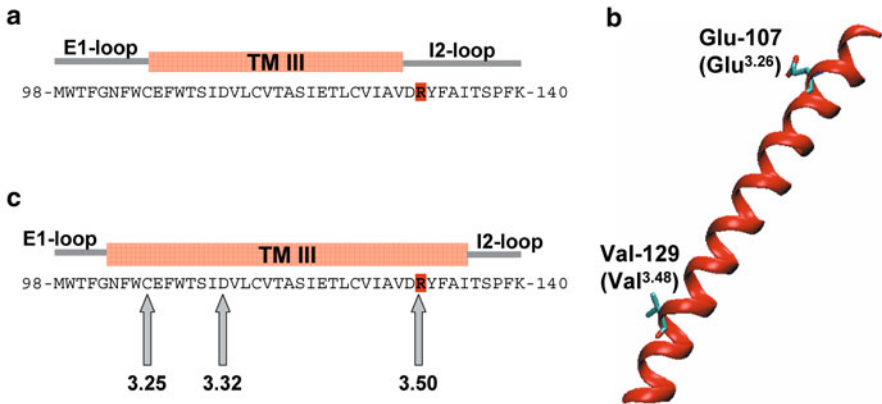 a
E1-loop
TM III
I2-loop
98-MWTFGNFWCEFWTSIDVLCVTASIETLCVIAVDRYFAITSPFK-140
b
Glu-107
(Glu3.26)
Val-129
(Val3.48)
c
E1-loop
TM III
I2-loop
98-MWTFGNFWCEFWTSIDVLCVTASIETLCVIAVDRYFAITSPFK-140
3.25
3.32
3.50